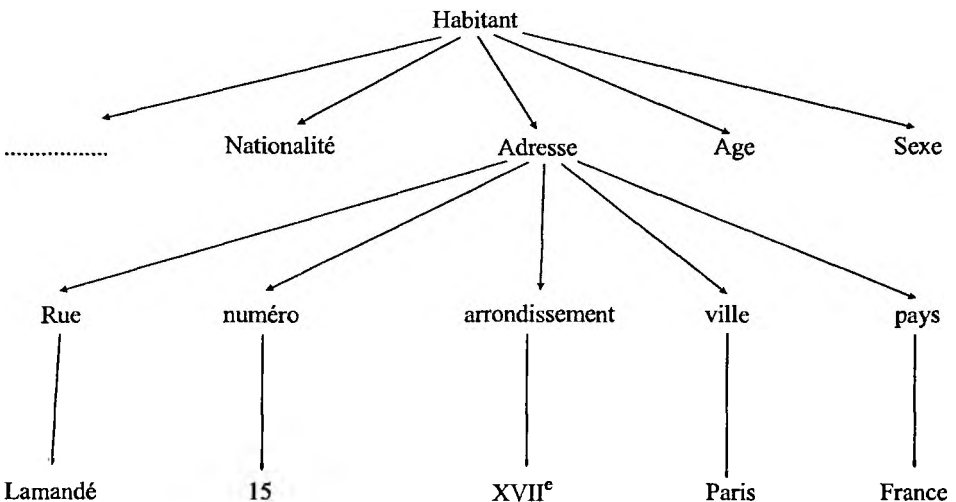 Habitant
.................. Nationalité Adresse Age Sexe
Rue numéro arrondissement ville pays
Lamandé 15 XVIIe Paris France